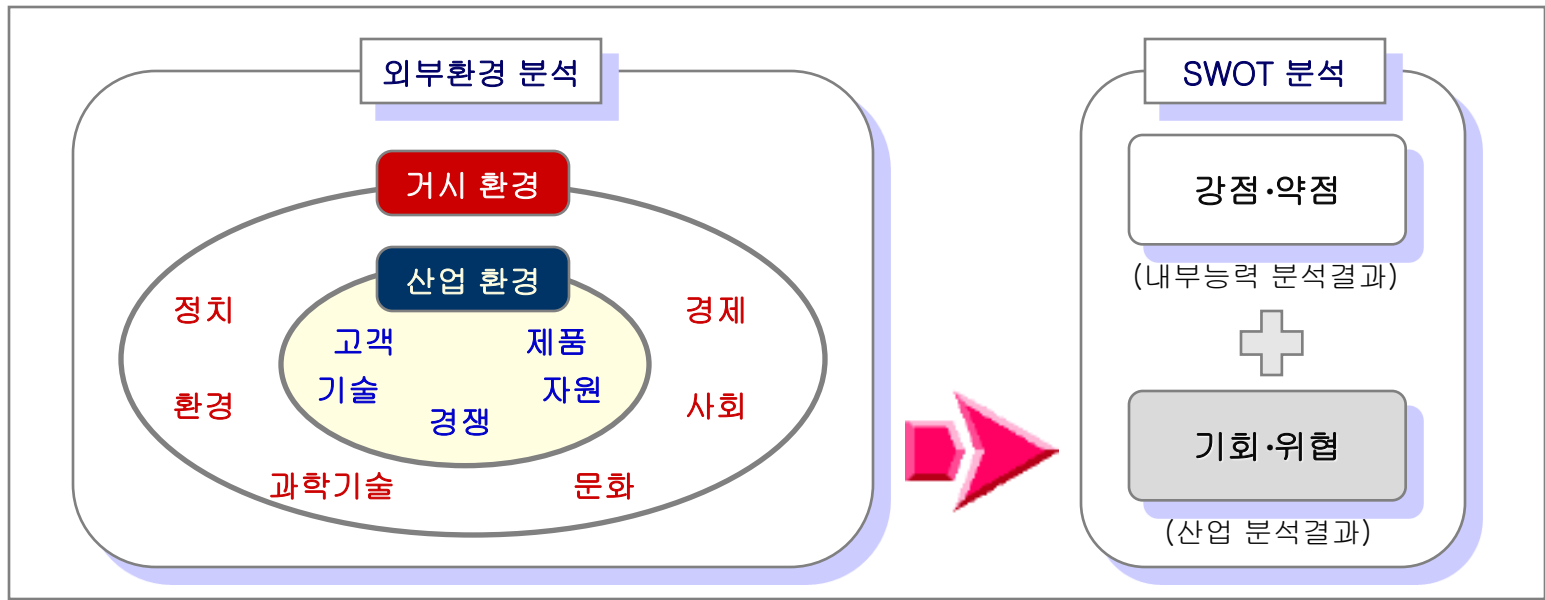 외부환경 분석
거시 환경
산업 환경
정치
경제
고객
제품
기술
자원
환경
사회
경쟁
과학기술
문화
SWOT 분석
강점·약점
(내부능력 분석결과)
기회·위협
(산업 분석결과)